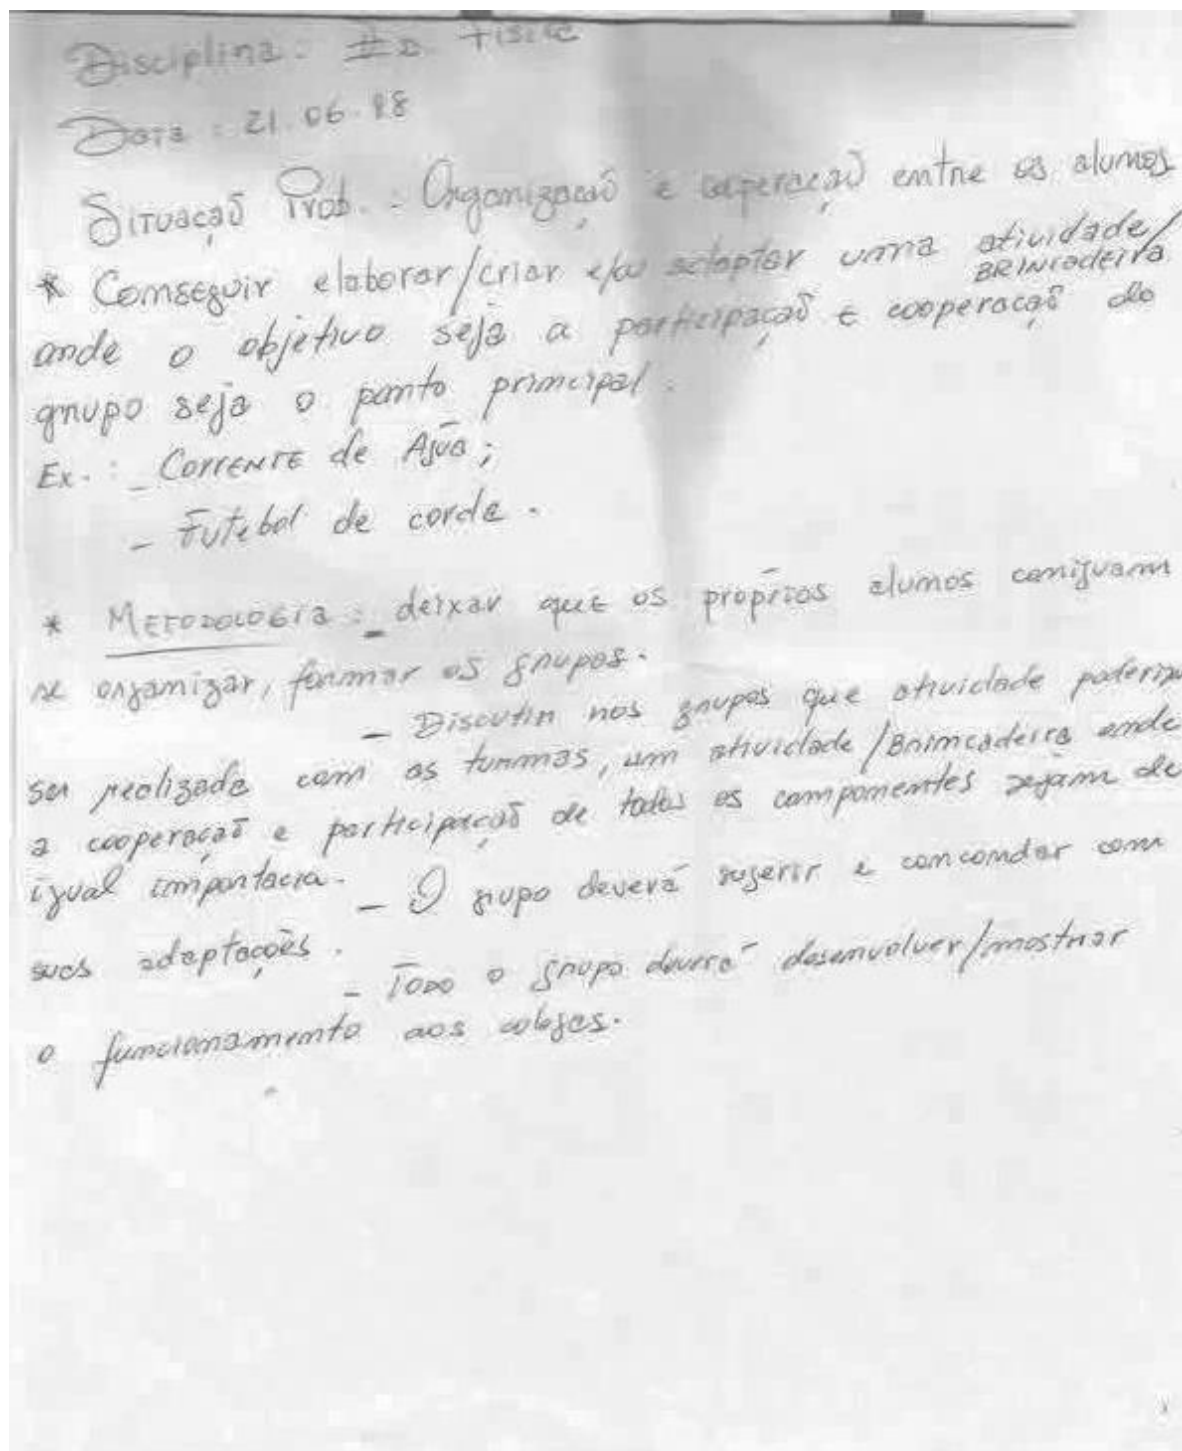 Disciplina: Ed. Física
Data: 21.06.98
Situação Prob.: Organização e cooperação entre os alunos
* Conseguir elaborar/criar e/ou adaptar uma atividade/
BRINCADEIRA
onde o objetivo seja a participação e cooperação do
grupo seja o ponto principal.
Ex.: - CORRENTE de Água;
- Futebol de corda.
* METODOLOGIA: - deixar que os próprios alunos consigam
se organizar, formar os grupos.
- Discutir nos grupos que atividade poderia
ser realizada com as turmas, um atividade/Brincadeira onde
a cooperação e participação de todos os componentes sejam de
igual importacia.
- O grupo deverá sugerir e concordar com
suas adaptações.
- TODO o grupo deverá desenvolver/mostrar
o funcionamento aos colegas.